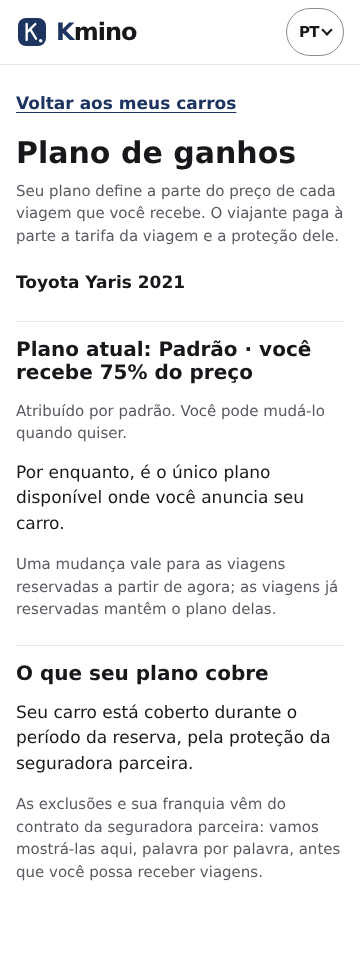 Kmino
PT
Voltar aos meus carros
Plano de ganhos
Seu plano define a parte do preço de cada
viagem que você recebe. O viajante paga à
parte a tarifa da viagem e a proteção dele.
Toyota Yaris 2021
Plano atual: Padrão · você
recebe 75% do preço
Atribuído por padrão. Você pode mudá-lo
quando quiser.
Por enquanto, é o único plano
disponível onde você anuncia seu
carro.
Uma mudança vale para as viagens
reservadas a partir de agora; as viagens já
reservadas mantêm o plano delas.
O que seu plano cobre
Seu carro está coberto durante o
período da reserva, pela proteção da
seguradora parceira.
As exclusões e sua franquia vêm do
contrato da seguradora parceira: vamos
mostrá-las aqui, palavra por palavra, antes
que você possa receber viagens.